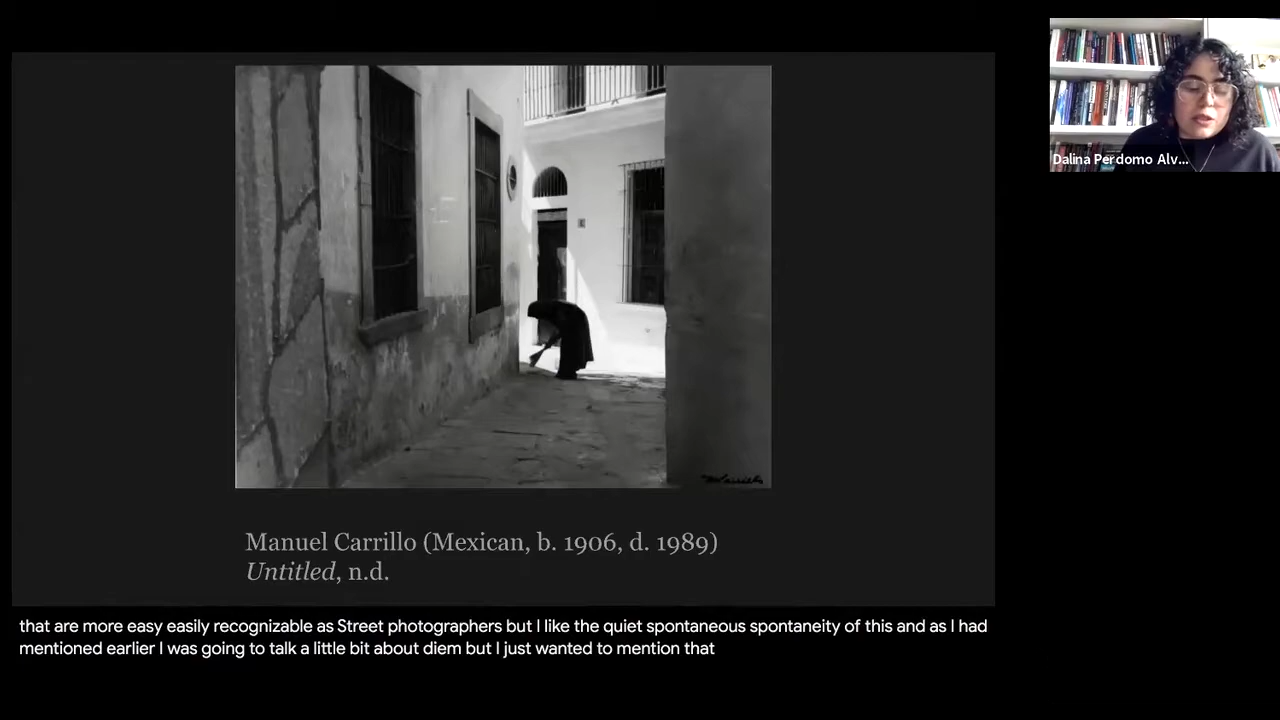 Dalina Perdomo Alv...
Manuel Carrillo (Mexican, b. 1906, d. 1989)
Untitled, n.d.
that are more easy easily recognizable as Street photographers but I like the quiet spontaneous spontaneity of this and as I had
mentioned earlier I was going to talk a little bit about diem but I just wanted to mention that